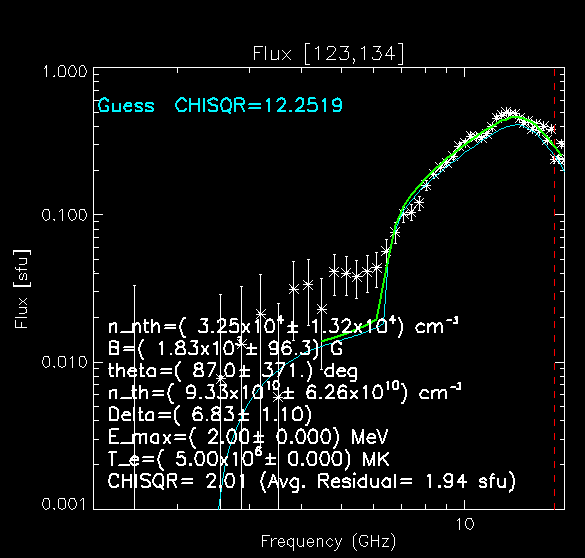 Flux [123,134]
1.000
Guess CHISQR=12.2519
0.100
Flux [sfu]
n_nth=( 3.25x10⁴± 1.32x10⁴) cm⁻³
B=( 1.83x10³± 96.3) G
0.010
theta=( 87.0± 371.) deg
n_th=( 9.33x10¹⁰± 6.26x10¹⁰) cm⁻³
Delta=( 6.83± 1.10)
E_max=( 2.00± 0.000) MeV
T_e=( 5.00x10⁶± 0.000) MK
CHISQR= 2.01 (Avg. Residual= 1.94 sfu)
0.001
10
Frequency (GHz)